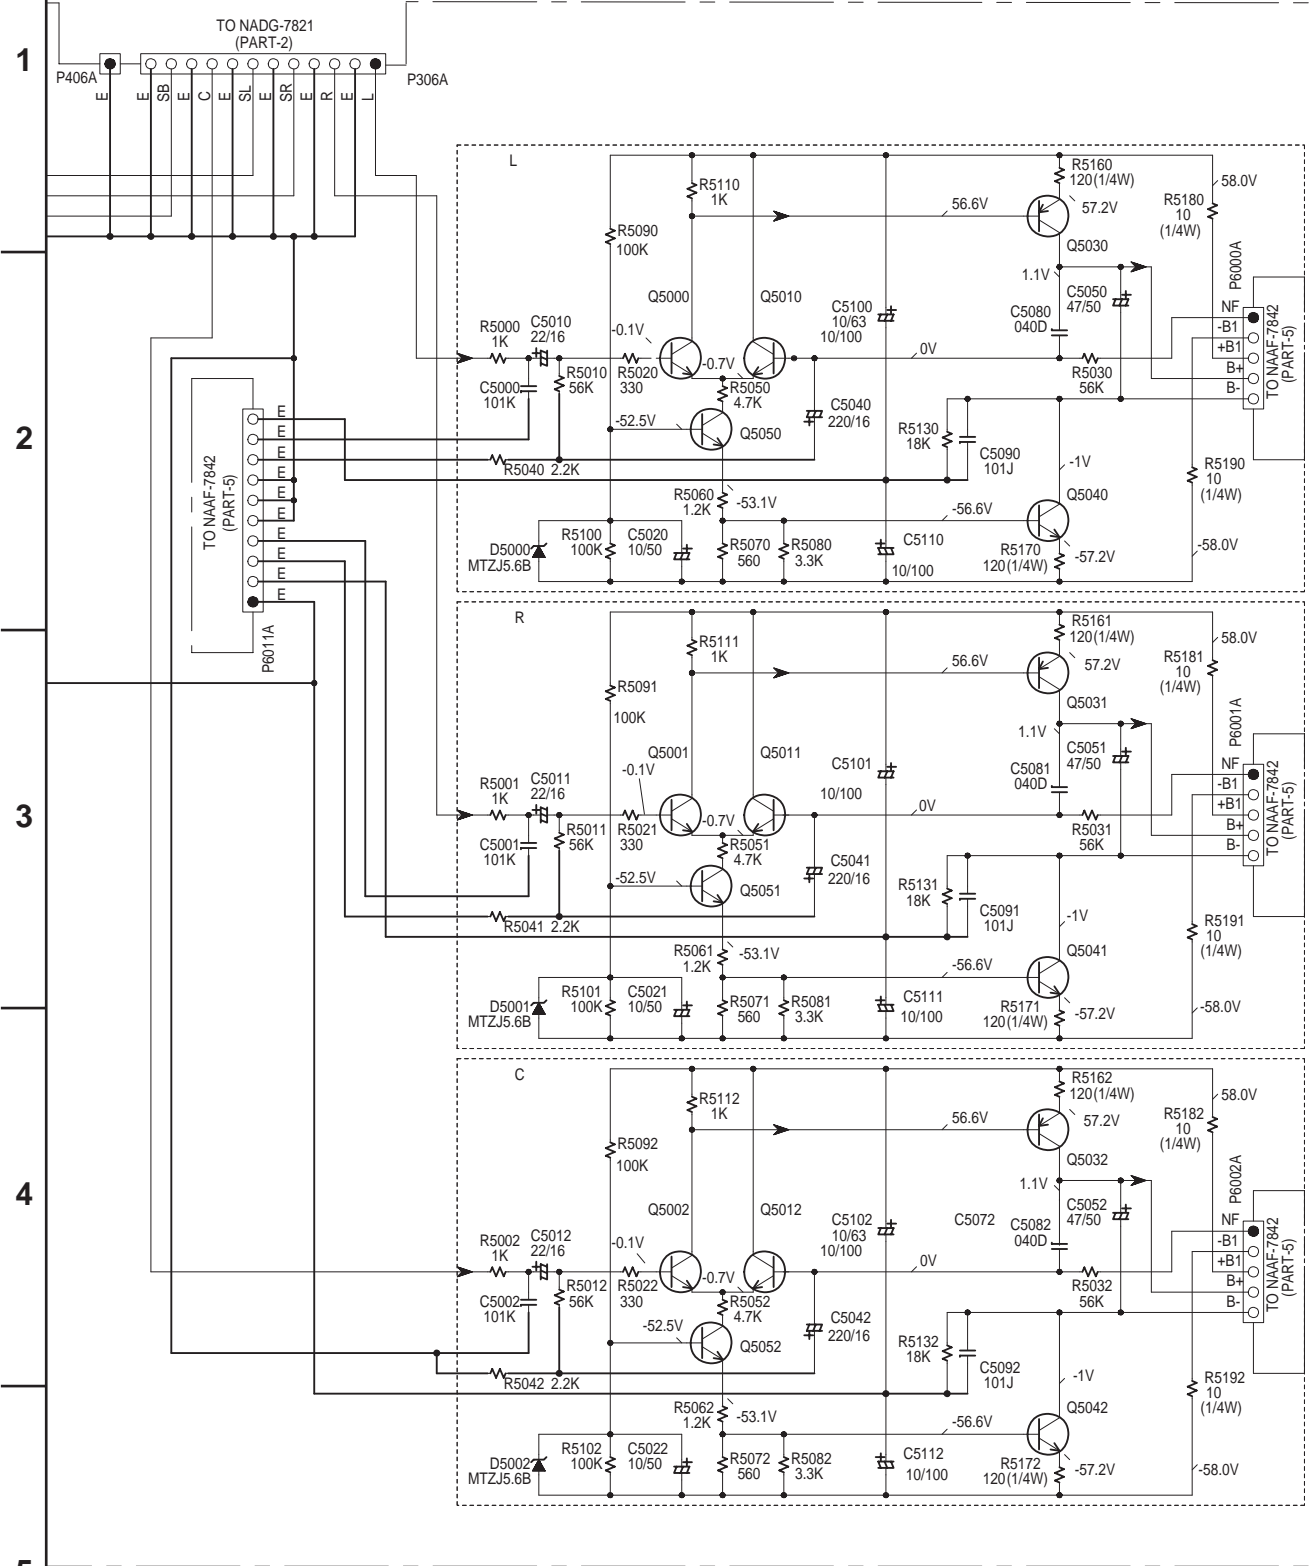 1
TO NADG-7821
(PART-2)
P406A
P306A
E
E
SB
E
C
E
SL
E
SR
E
R
E
L
L
R5110
1K
R5090
100K
Q5000
Q5010
C5100
10/63
10/100
56.6V
R5160
120(1/4W)
57.2V
Q5030
58.0V
R5180
10
(1/4W)
P6000A
1.1V
C5050
47/50
C5080
040D
NF
-B1
+B1
B+
B-
TO NAAF-7842
(PART-5)
R5000
1K
C5010
22/16
-0.1V
C5000
101K
R5010
56K
R5020
330
-0.7V
R5050
4.7K
0V
R5030
56K
2
-52.5V
Q5050
C5040
220/16
R5130
18K
C5090
101J
-1V
Q5040
R5190
10
(1/4W)
R5040 2.2K
R5060
1.2K
-53.1V
-56.6V
-58.0V
D5000
MTZJ5.6B
R5100
100K
C5020
10/50
R5070
560
R5080
3.3K
C5110
10/100
R5170
120(1/4W)
-57.2V
TO NAAF-7842
(PART-5)
E
E
E
E
E
E
E
E
E
E
P6011A
R
R5111
1K
R5091
100K
Q5001
Q5011
C5101
10/100
56.6V
R5161
120(1/4W)
57.2V
Q5031
58.0V
R5181
10
(1/4W)
P6001A
1.1V
C5051
47/50
C5081
040D
NF
-B1
+B1
B+
B-
TO NAAF-7842
(PART-5)
3
R5001
1K
C5011
22/16
-0.1V
C5001
101K
R5011
56K
R5021
330
-0.7V
R5051
4.7K
0V
R5031
56K
-52.5V
Q5051
C5041
220/16
R5131
18K
C5091
101J
-1V
Q5041
R5191
10
(1/4W)
R5041 2.2K
R5061
1.2K
-53.1V
-56.6V
-58.0V
D5001
MTZJ5.6B
R5101
100K
C5021
10/50
R5071
560
R5081
3.3K
C5111
10/100
R5171
120(1/4W)
-57.2V
C
R5112
1K
R5092
100K
Q5002
Q5012
C5102
10/63
10/100
C5072
56.6V
R5162
120(1/4W)
57.2V
Q5032
58.0V
R5182
10
(1/4W)
P6002A
4
1.1V
C5052
47/50
C5082
040D
NF
-B1
+B1
B+
B-
TO NAAF-7842
(PART-5)
R5002
1K
C5012
22/16
-0.1V
C5002
101K
R5012
56K
R5022
330
-0.7V
R5052
4.7K
0V
R5032
56K
-52.5V
Q5052
C5042
220/16
R5132
18K
C5092
101J
-1V
Q5042
R5192
10
(1/4W)
R5042 2.2K
R5062
1.2K
-53.1V
-56.6V
-58.0V
D5002
MTZJ5.6B
R5102
100K
C5022
10/50
R5072
560
R5082
3.3K
C5112
10/100
R5172
120(1/4W)
-57.2V